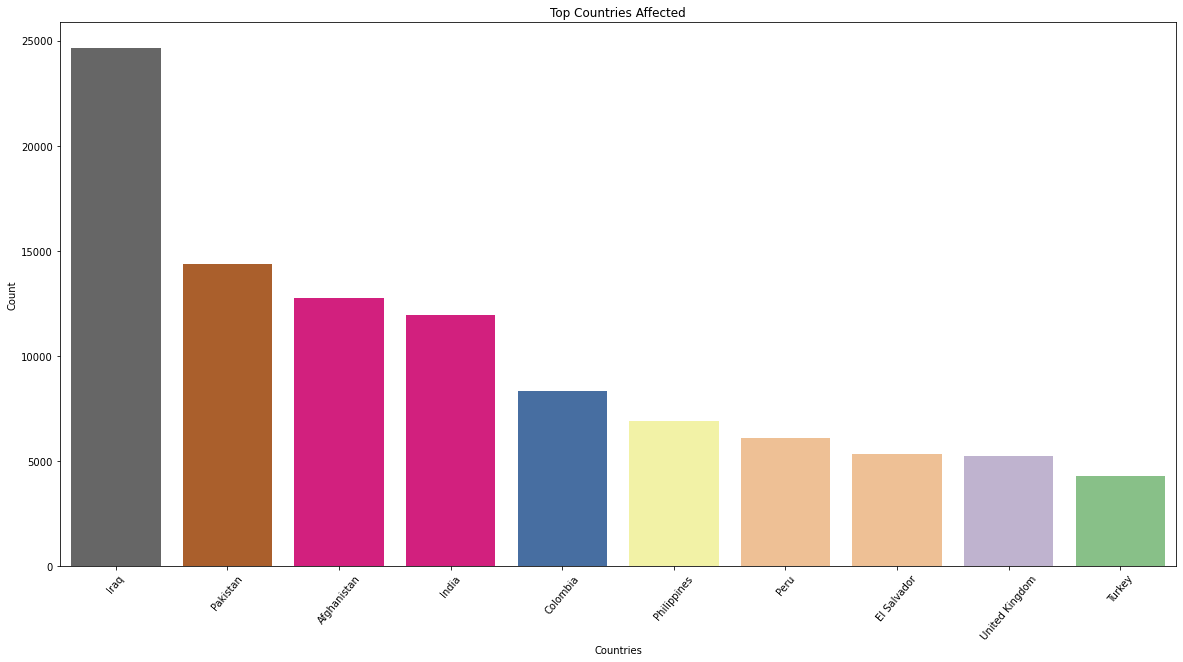 Top Countries Affected
25000
20000
15000
10000
5000
0
Count
Iraq
Pakistan
Afghanistan
India
Colombia
Philippines
Peru
El Salvador
United Kingdom
Turkey
Countries